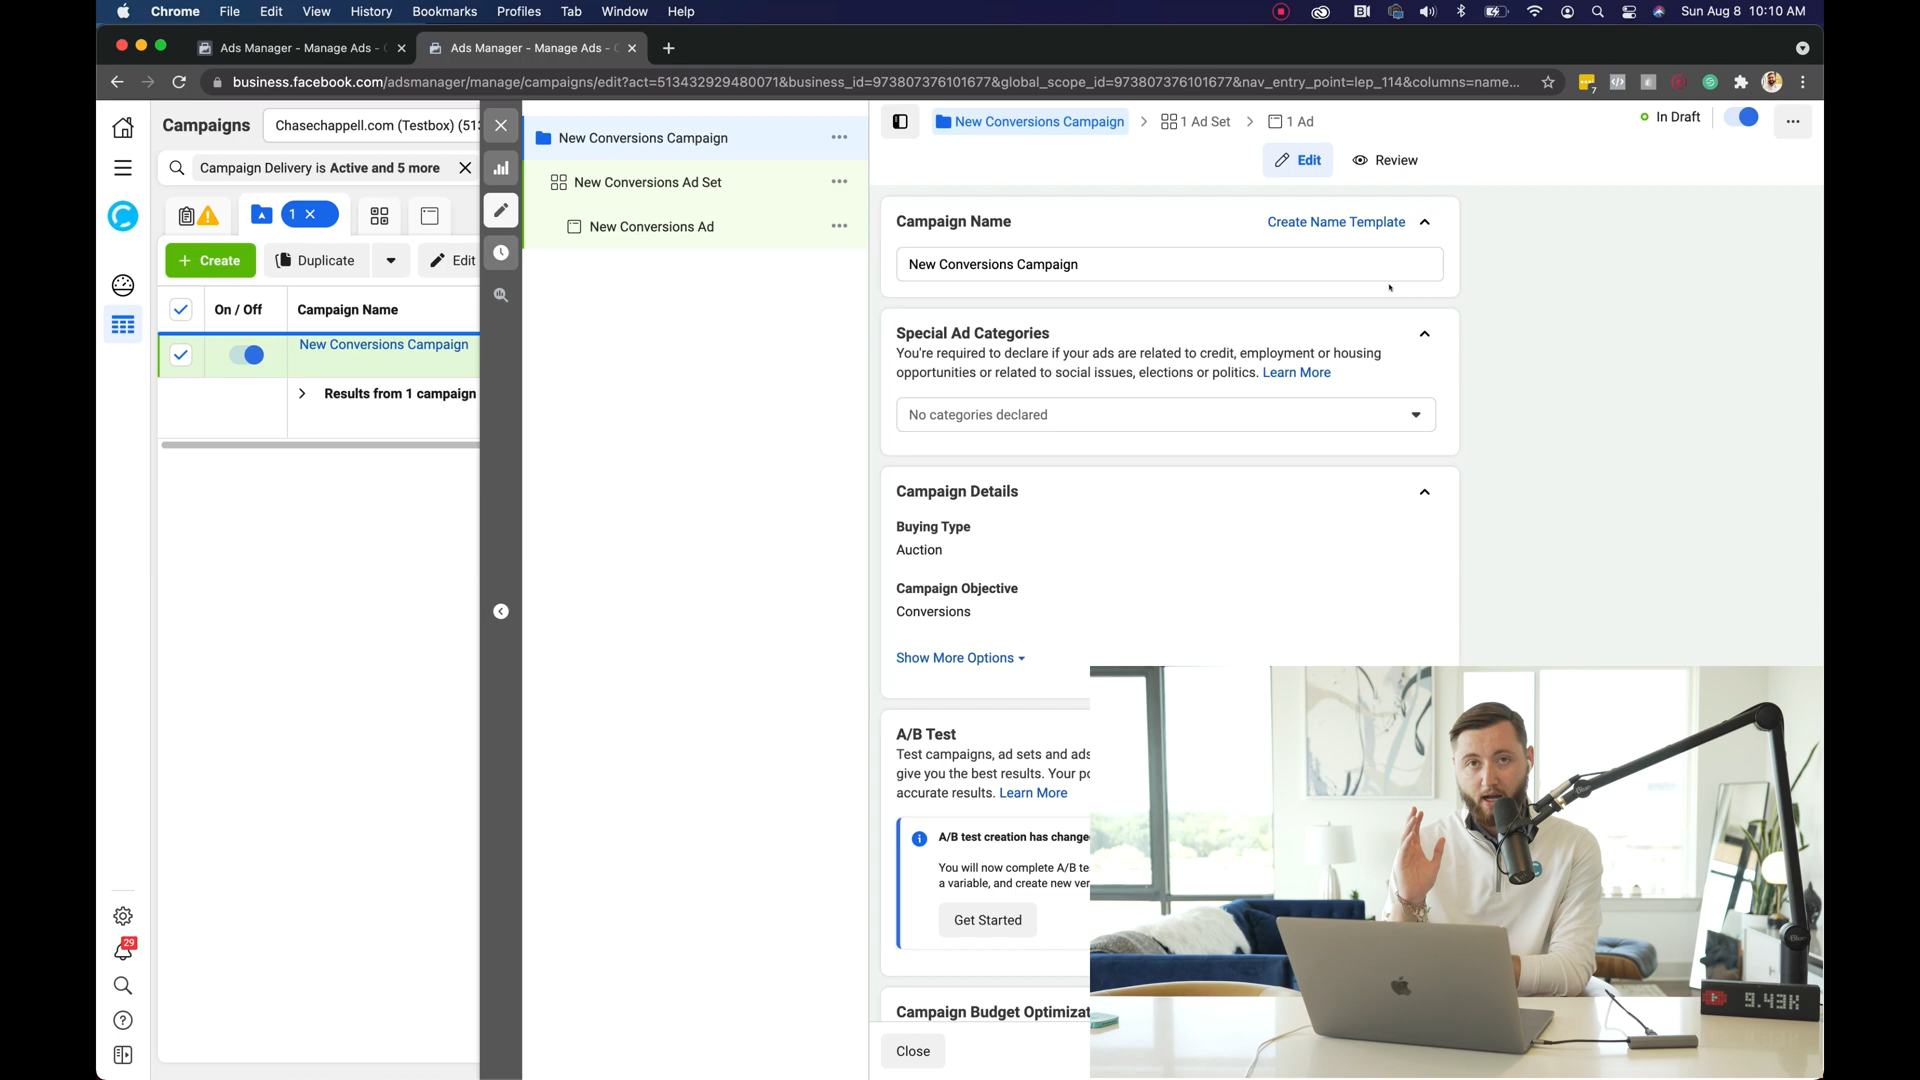 Chrome File Edit View History Bookmarks Profiles Tab Window Help
Sun Aug 8 10:10 AM
Ads Manager - Manage Ads -
Ads Manager - Manage Ads -
business.facebook.com/adsmanager/manage/campaigns/edit?act=513432929480071&business_id=973807376101677&global_scope_id=973807376101677&nav_entry_point=lep_114&columns=name...
7
Campaigns
Chasechappell.com (Testbox) (513
Campaign Delivery is Active and 5 more
1
Create
Duplicate
Edit
On / Off
Campaign Name
New Conversions Campaign
Results from 1 campaign
29
New Conversions Campaign
New Conversions Ad Set
New Conversions Ad
New Conversions Campaign
1 Ad Set
1 Ad
In Draft
Edit
Review
Campaign Name
Create Name Template
New Conversions Campaign
Special Ad Categories
You're required to declare if your ads are related to credit, employment or housing
opportunities or related to social issues, elections or politics. Learn More
No categories declared
Campaign Details
Buying Type
Auction
Campaign Objective
Conversions
Show More Options
A/B Test
Test campaigns, ad sets and ads
give you the best results. Your po
accurate results. Learn More
A/B test creation has change
You will now complete A/B te
a variable, and create new ver
Get Started
Campaign Budget Optimizat
Close
Blue
Blue
9.43K